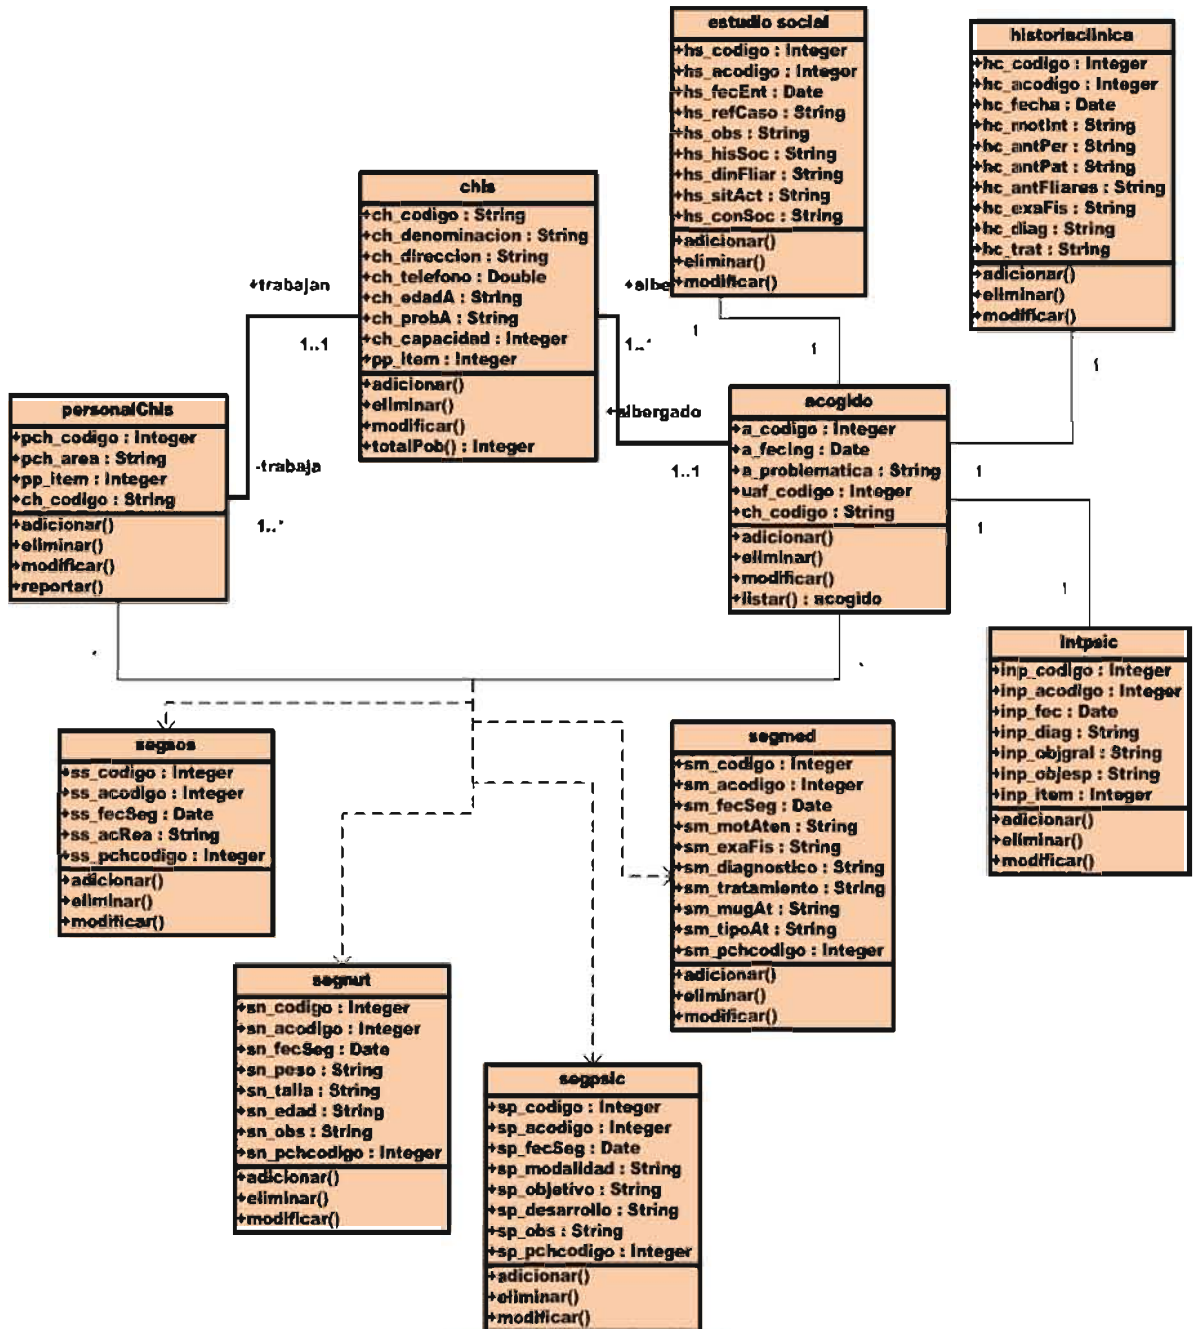 estudio social
+hs_codigo : Integer
+hs_acodigo : Integer
+hs_fecEnt : Date
+hs_refCaso : String
+hs_obs : String
+hs_hisSoc : String
+hs_dinFliar : String
+hs_sitAct : String
+hs_conSoc : String
+adicionar()
+eliminar()
+modificar()
historiaclinica
+hc_codigo : Integer
+hc_acodigo : Integer
+hc_fecha : Date
+hc_motInt : String
+hc_antPer : String
+hc_antPat : String
+hc_antFliares : String
+hc_exaFis : String
+hc_diag : String
+hc_trat : String
+adicionar()
+eliminar()
+modificar()
chis
+ch_codigo : String
+ch_denominacion : String
+ch_direccion : String
+ch_telefono : Double
+ch_edadA : String
+ch_probA : String
+ch_capacidad : Integer
+pp_item : Integer
+adicionar()
+eliminar()
+modificar()
+totalPob() : Integer
+trabajan
1..1
+albe
1..*
1
1
1
+albergado
1..1
personalChis
+pch_codigo : Integer
+pch_area : String
+pp_item : Integer
+ch_codigo : String
+adicionar()
+eliminar()
+modificar()
+reportar()
-trabaja
1..*
acogido
+a_codigo : Integer
+a_fecIng : Date
+a_problematica : String
+uaf_codigo : Integer
+ch_codigo : String
+adicionar()
+eliminar()
+modificar()
+listar() : acogido
1
1
1
*
*
Intpsic
+inp_codigo : Integer
+inp_acodigo : Integer
+inp_fec : Date
+inp_diag : String
+inp_objgral : String
+inp_objesp : String
+inp_item : Integer
+adicionar()
+eliminar()
+modificar()
segsos
+ss_codigo : Integer
+ss_acodigo : Integer
+ss_fecSeg : Date
+ss_acRea : String
+ss_pchcodigo : Integer
+adicionar()
+eliminar()
+modificar()
segmed
+sm_codigo : Integer
+sm_acodigo : Integer
+sm_fecSeg : Date
+sm_motAten : String
+sm_exaFis : String
+sm_diagnostico : String
+sm_tratamiento : String
+sm_mugAt : String
+sm_tipoAt : String
+sm_pchcodigo : Integer
+adicionar()
+eliminar()
+modificar()
segnut
+sn_codigo : Integer
+sn_acodigo : Integer
+sn_fecSeg : Date
+sn_peso : String
+sn_talla : String
+sn_edad : String
+sn_obs : String
+sn_pchcodigo : Integer
+adicionar()
+eliminar()
+modificar()
segpsic
+sp_codigo : Integer
+sp_acodigo : Integer
+sp_fecSeg : Date
+sp_modalidad : String
+sp_objetivo : String
+sp_desarrollo : String
+sp_obs : String
+sp_pchcodigo : Integer
+adicionar()
+eliminar()
+modificar()